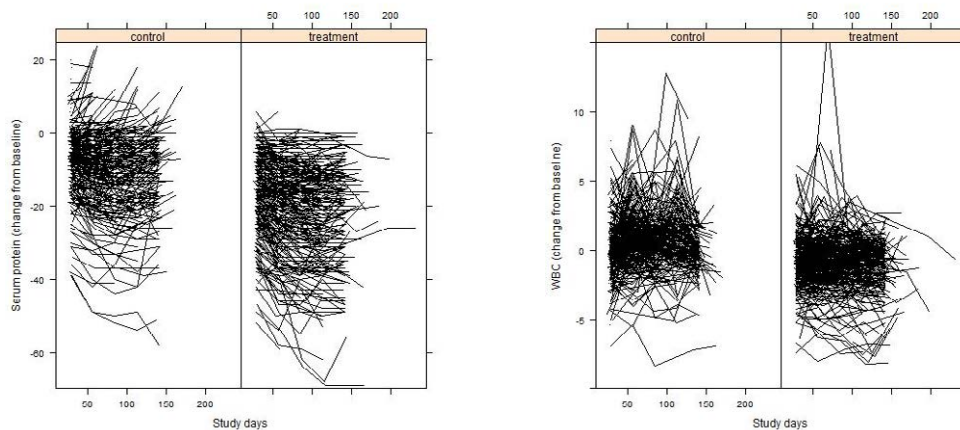 50 100 150 200
50 100 150 200
control treatment
control treatment
20
0
-20
-40
-60
Serum protein (change from baseline)
10
5
0
-5
WBC (change from baseline)
50 100 150 200
50 100 150 200
Study days
Study days